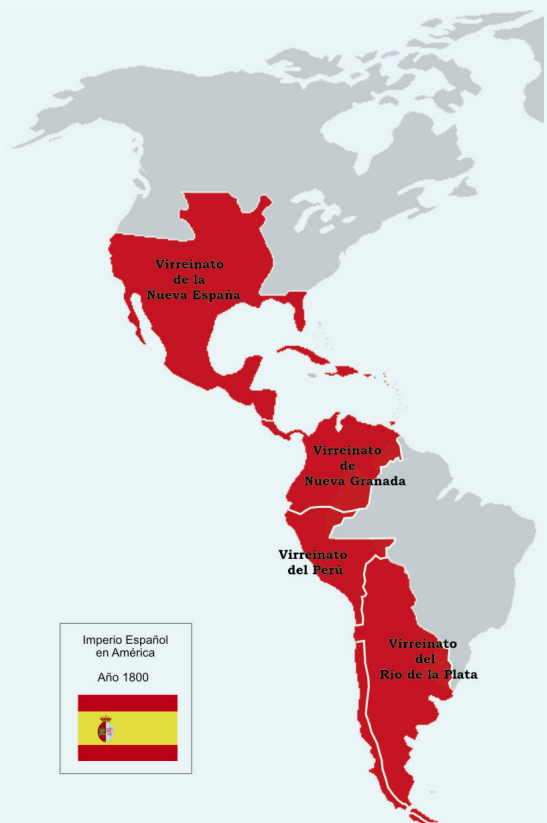 Virreinato
de la
Nueva España
Virreinato
de
Nueva Granada
Virreinato
del Perú
Virreinato
del
Río de la Plata
Imperio Español
en América
Año 1800